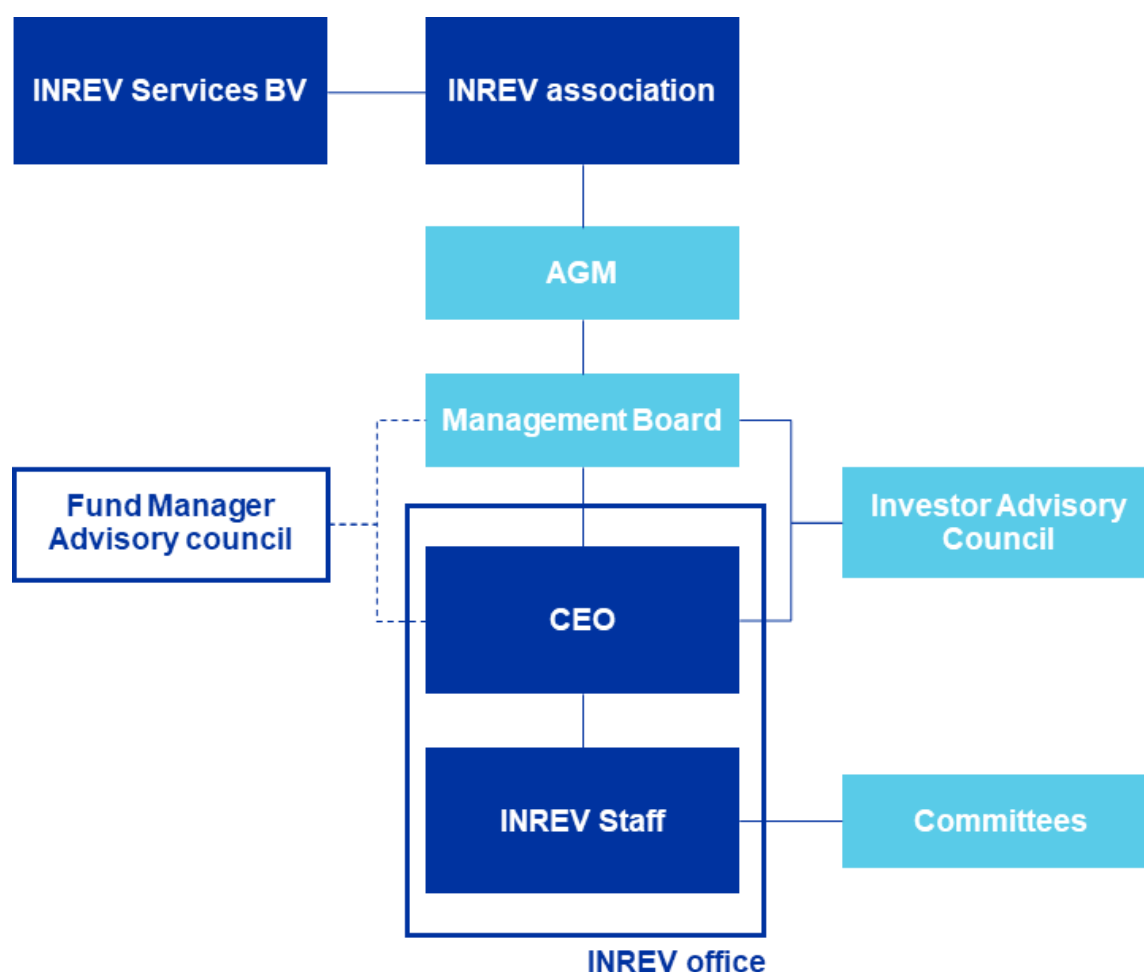 INREV Services BV
INREV association
AGM
Management Board
Fund Manager
Advisory council
Investor Advisory
Council
CEO
INREV Staff
Committees
INREV office